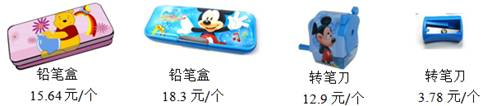 铅笔盒 铅笔盒 转笔刀 转笔刀
15.64元/个 18.3元/个 12.9元/个 3.78元/个